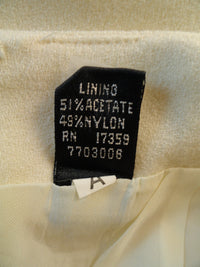 LINING
51% ACETATE
49% NYLON
RN 17359
7703006
A